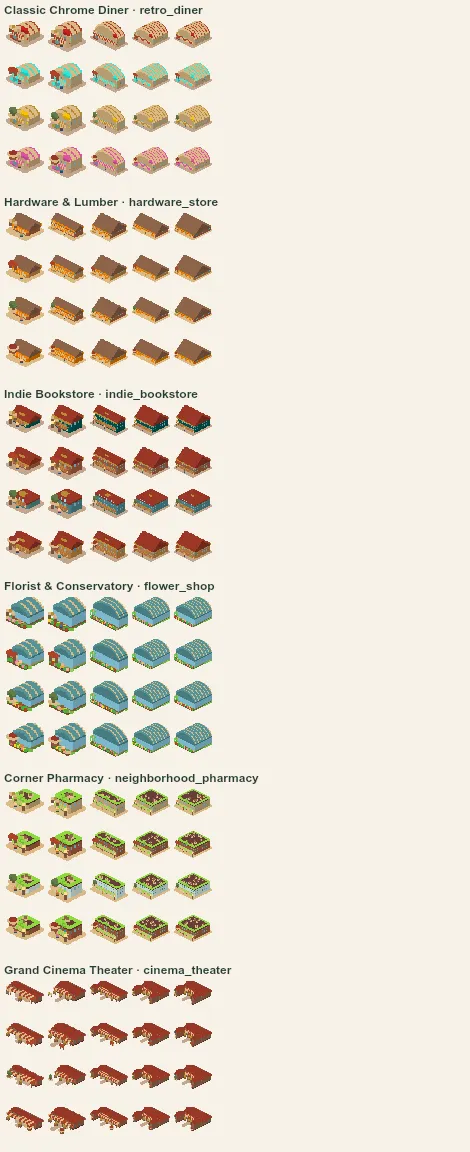 Classic Chrome Diner · retro_diner
Hardware & Lumber · hardware_store
Indie Bookstore · indie_bookstore
Florist & Conservatory · flower_shop
Corner Pharmacy · neighborhood_pharmacy
Grand Cinema Theater · cinema_theater